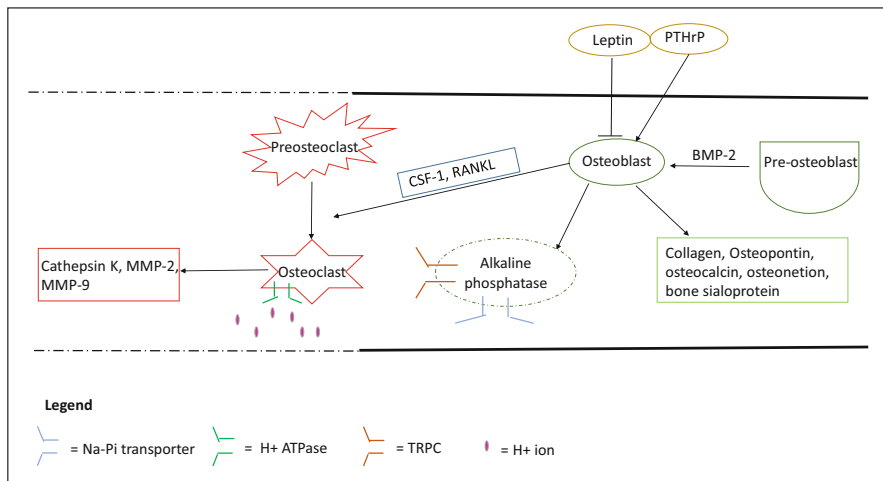 Leptin
PTHrP
Preosteoclast
Osteoblast
BMP-2
Pre-osteoblast
CSF-1, RANKL
Cathepsin K, MMP-2,
MMP-9
Osteoclast
Alkaline
phosphatase
Collagen, Osteopontin,
osteocalcin, osteonetion,
bone sialoprotein
Legend
= Na-Pi transporter
= H+ ATPase
= TRPC
= H+ ion